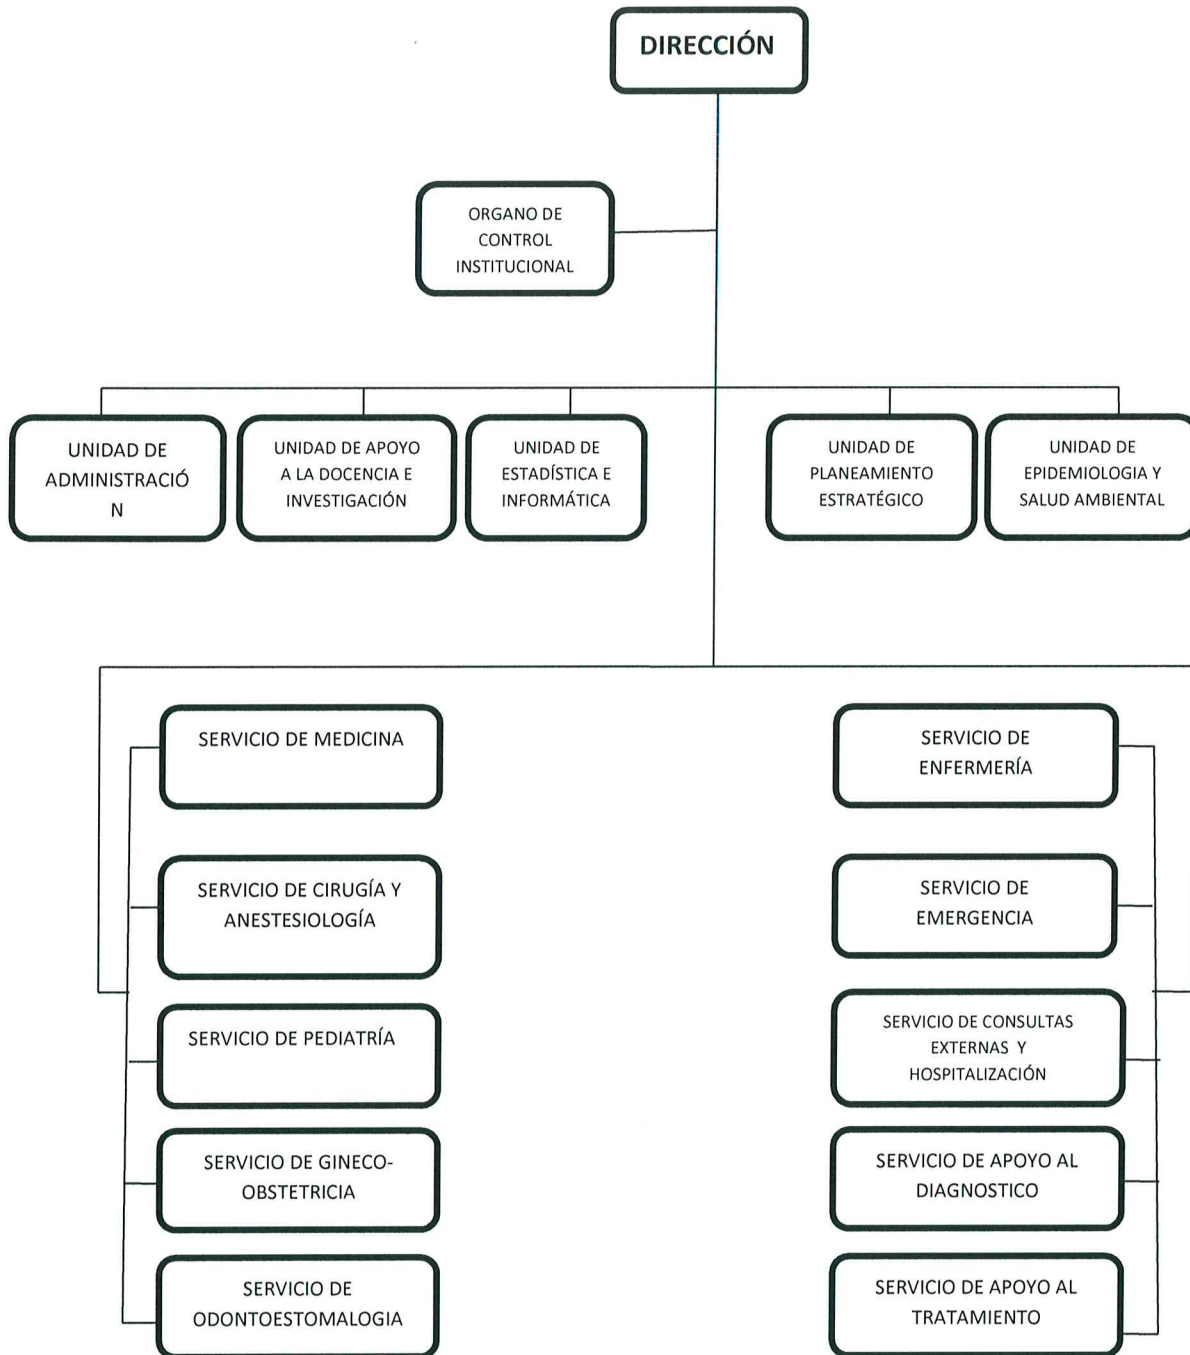 DIRECCIÓN
ORGANO DE
CONTROL
INSTITUCIONAL
UNIDAD DE
ADMINISTRACIÓ
N
UNIDAD DE APOYO
A LA DOCENCIA E
INVESTIGACIÓN
UNIDAD DE
ESTADÍSTICA E
INFORMÁTICA
UNIDAD DE
PLANEAMIENTO
ESTRATÉGICO
UNIDAD DE
EPIDEMIOLOGIA Y
SALUD AMBIENTAL
SERVICIO DE MEDICINA
SERVICIO DE CIRUGÍA Y
ANESTESIOLOGÍA
SERVICIO DE PEDIATRÍA
SERVICIO DE GINECO-
OBSTETRICIA
SERVICIO DE
ODONTOESTOMALOGIA
SERVICIO DE
ENFERMERÍA
SERVICIO DE
EMERGENCIA
SERVICIO DE CONSULTAS
EXTERNAS Y
HOSPITALIZACIÓN
SERVICIO DE APOYO AL
DIAGNOSTICO
SERVICIO DE APOYO AL
TRATAMIENTO